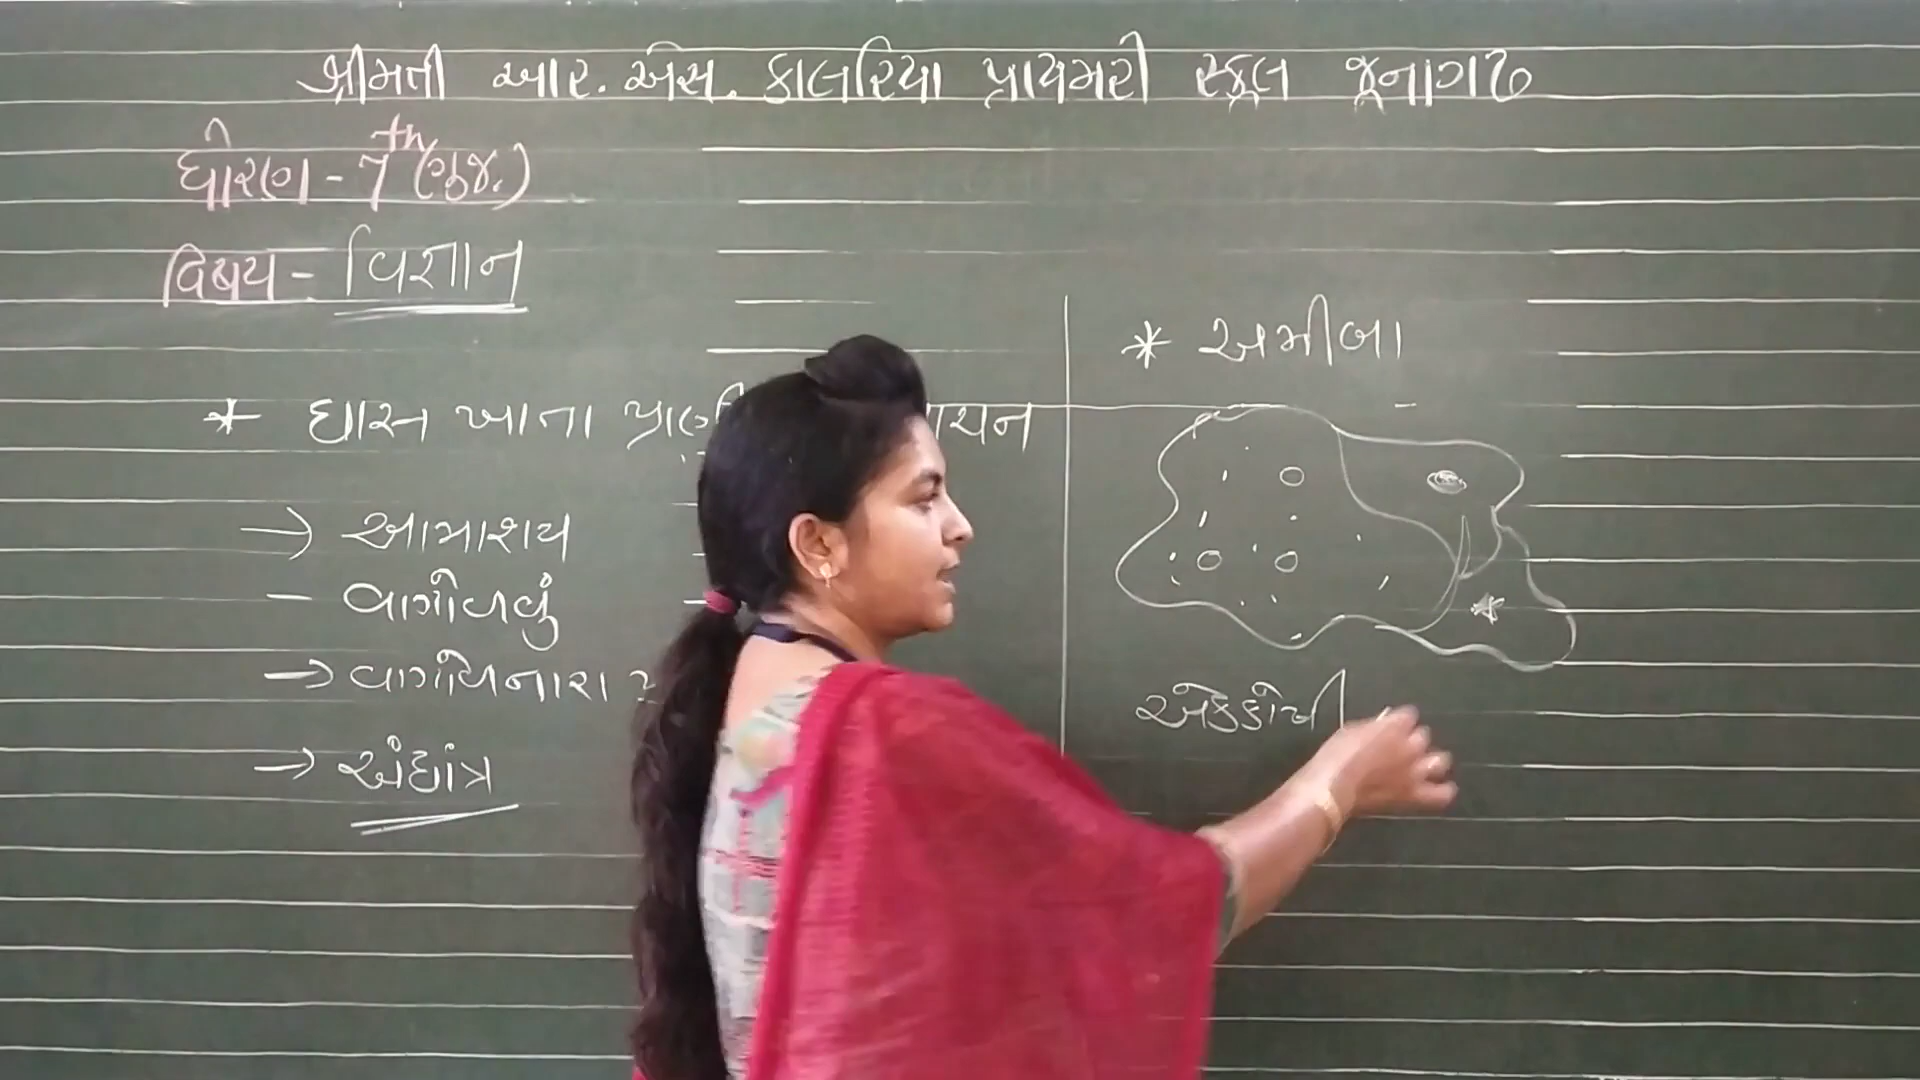 શ્રીમતી આર. એસ. કાલરિયા પ્રાયમરી સ્કૂલ જૂનાગઢ
ધોરણ - 7th (ગુજ.)
વિષય - વિજ્ઞાન
* ઘાસ ખાતા
→ આમાશય
- વાગોળવું
→ વાગોળનારા ?
→ અંધાંત્ર
* અમીબા
એકકોષી